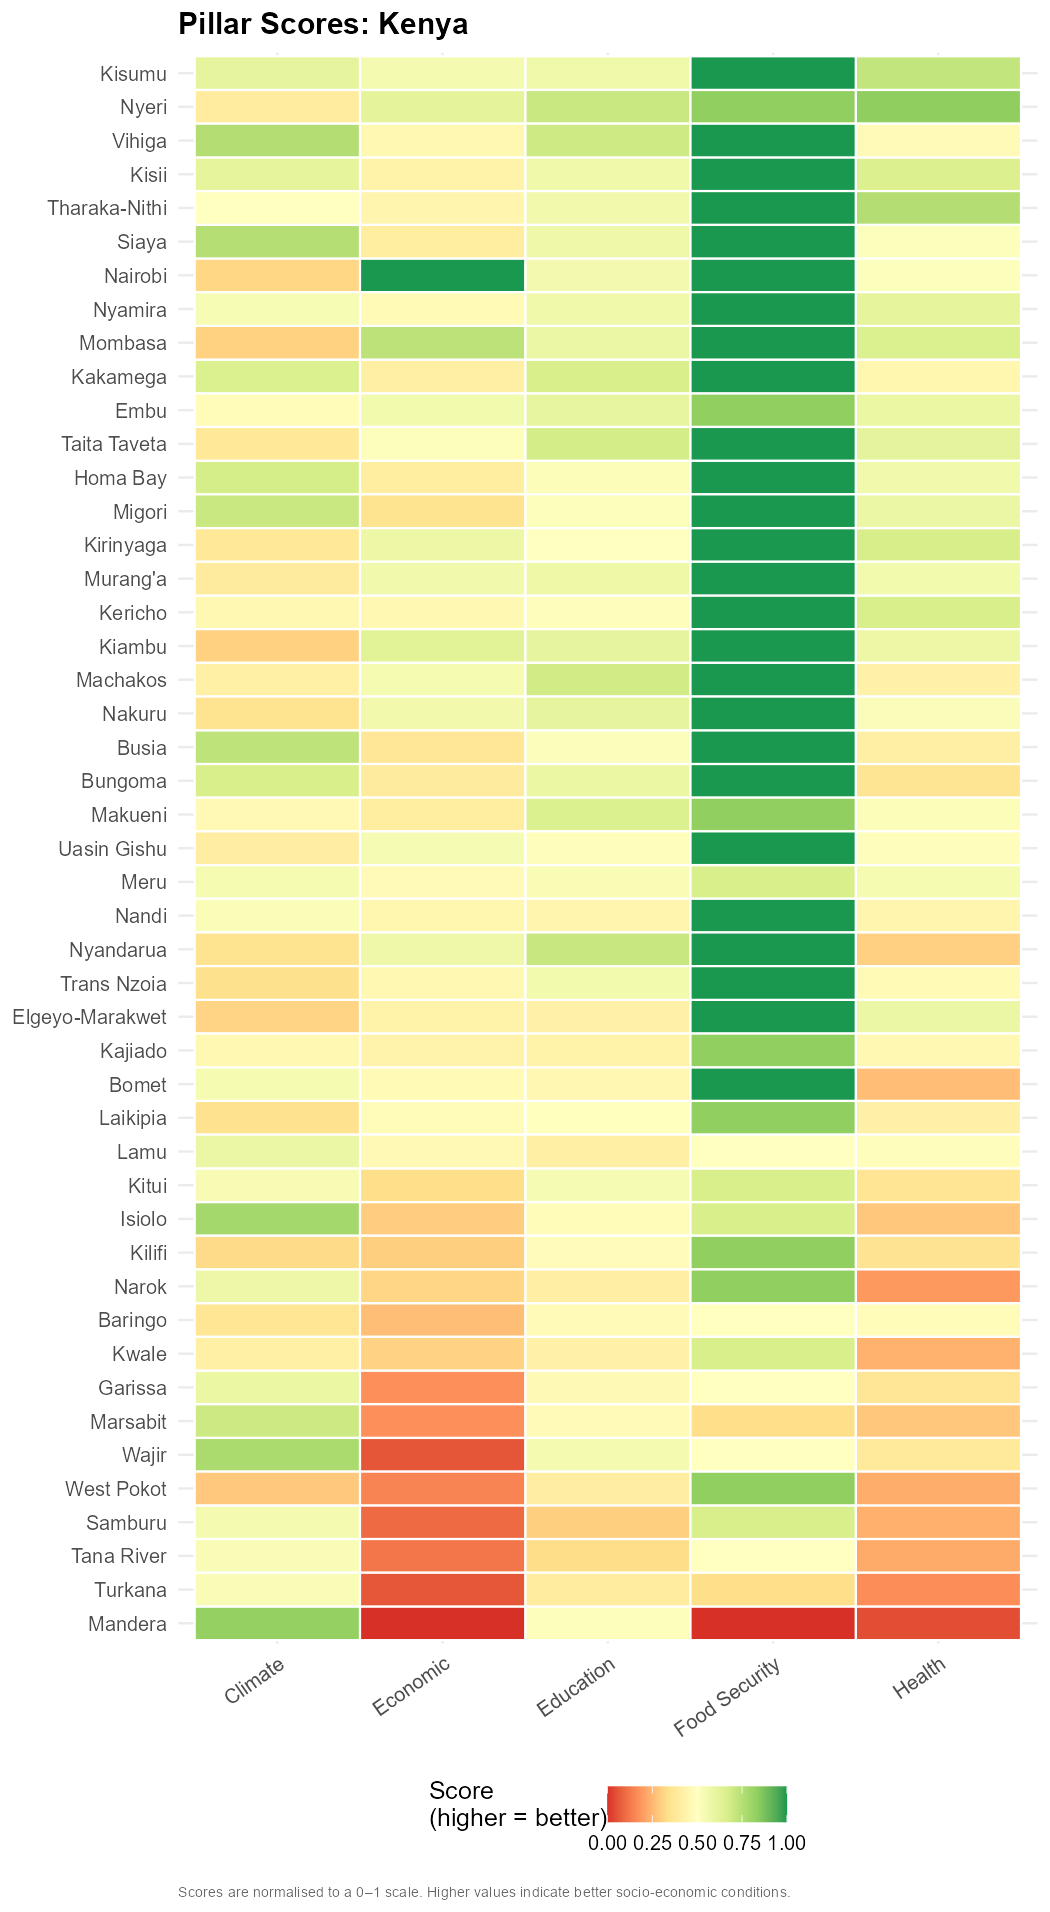 Pillar Scores: Kenya
Kisumu
Nyeri
Vihiga
Kisii
Tharaka-Nithi
Siaya
Nairobi
Nyamira
Mombasa
Kakamega
Embu
Taita Taveta
Homa Bay
Migori
Kirinyaga
Murang'a
Kericho
Kiambu
Machakos
Nakuru
Busia
Bungoma
Makueni
Uasin Gishu
Meru
Nandi
Nyandarua
Trans Nzoia
Elgeyo-Marakwet
Kajiado
Bomet
Laikipia
Lamu
Kitui
Isiolo
Kilifi
Narok
Baringo
Kwale
Garissa
Marsabit
Wajir
West Pokot
Samburu
Tana River
Turkana
Mandera
Climate
Economic
Education
Food Security
Health
Score
(higher = better)
0.00 0.25 0.50 0.75 1.00
Scores are normalised to a 0–1 scale. Higher values indicate better socio-economic conditions.